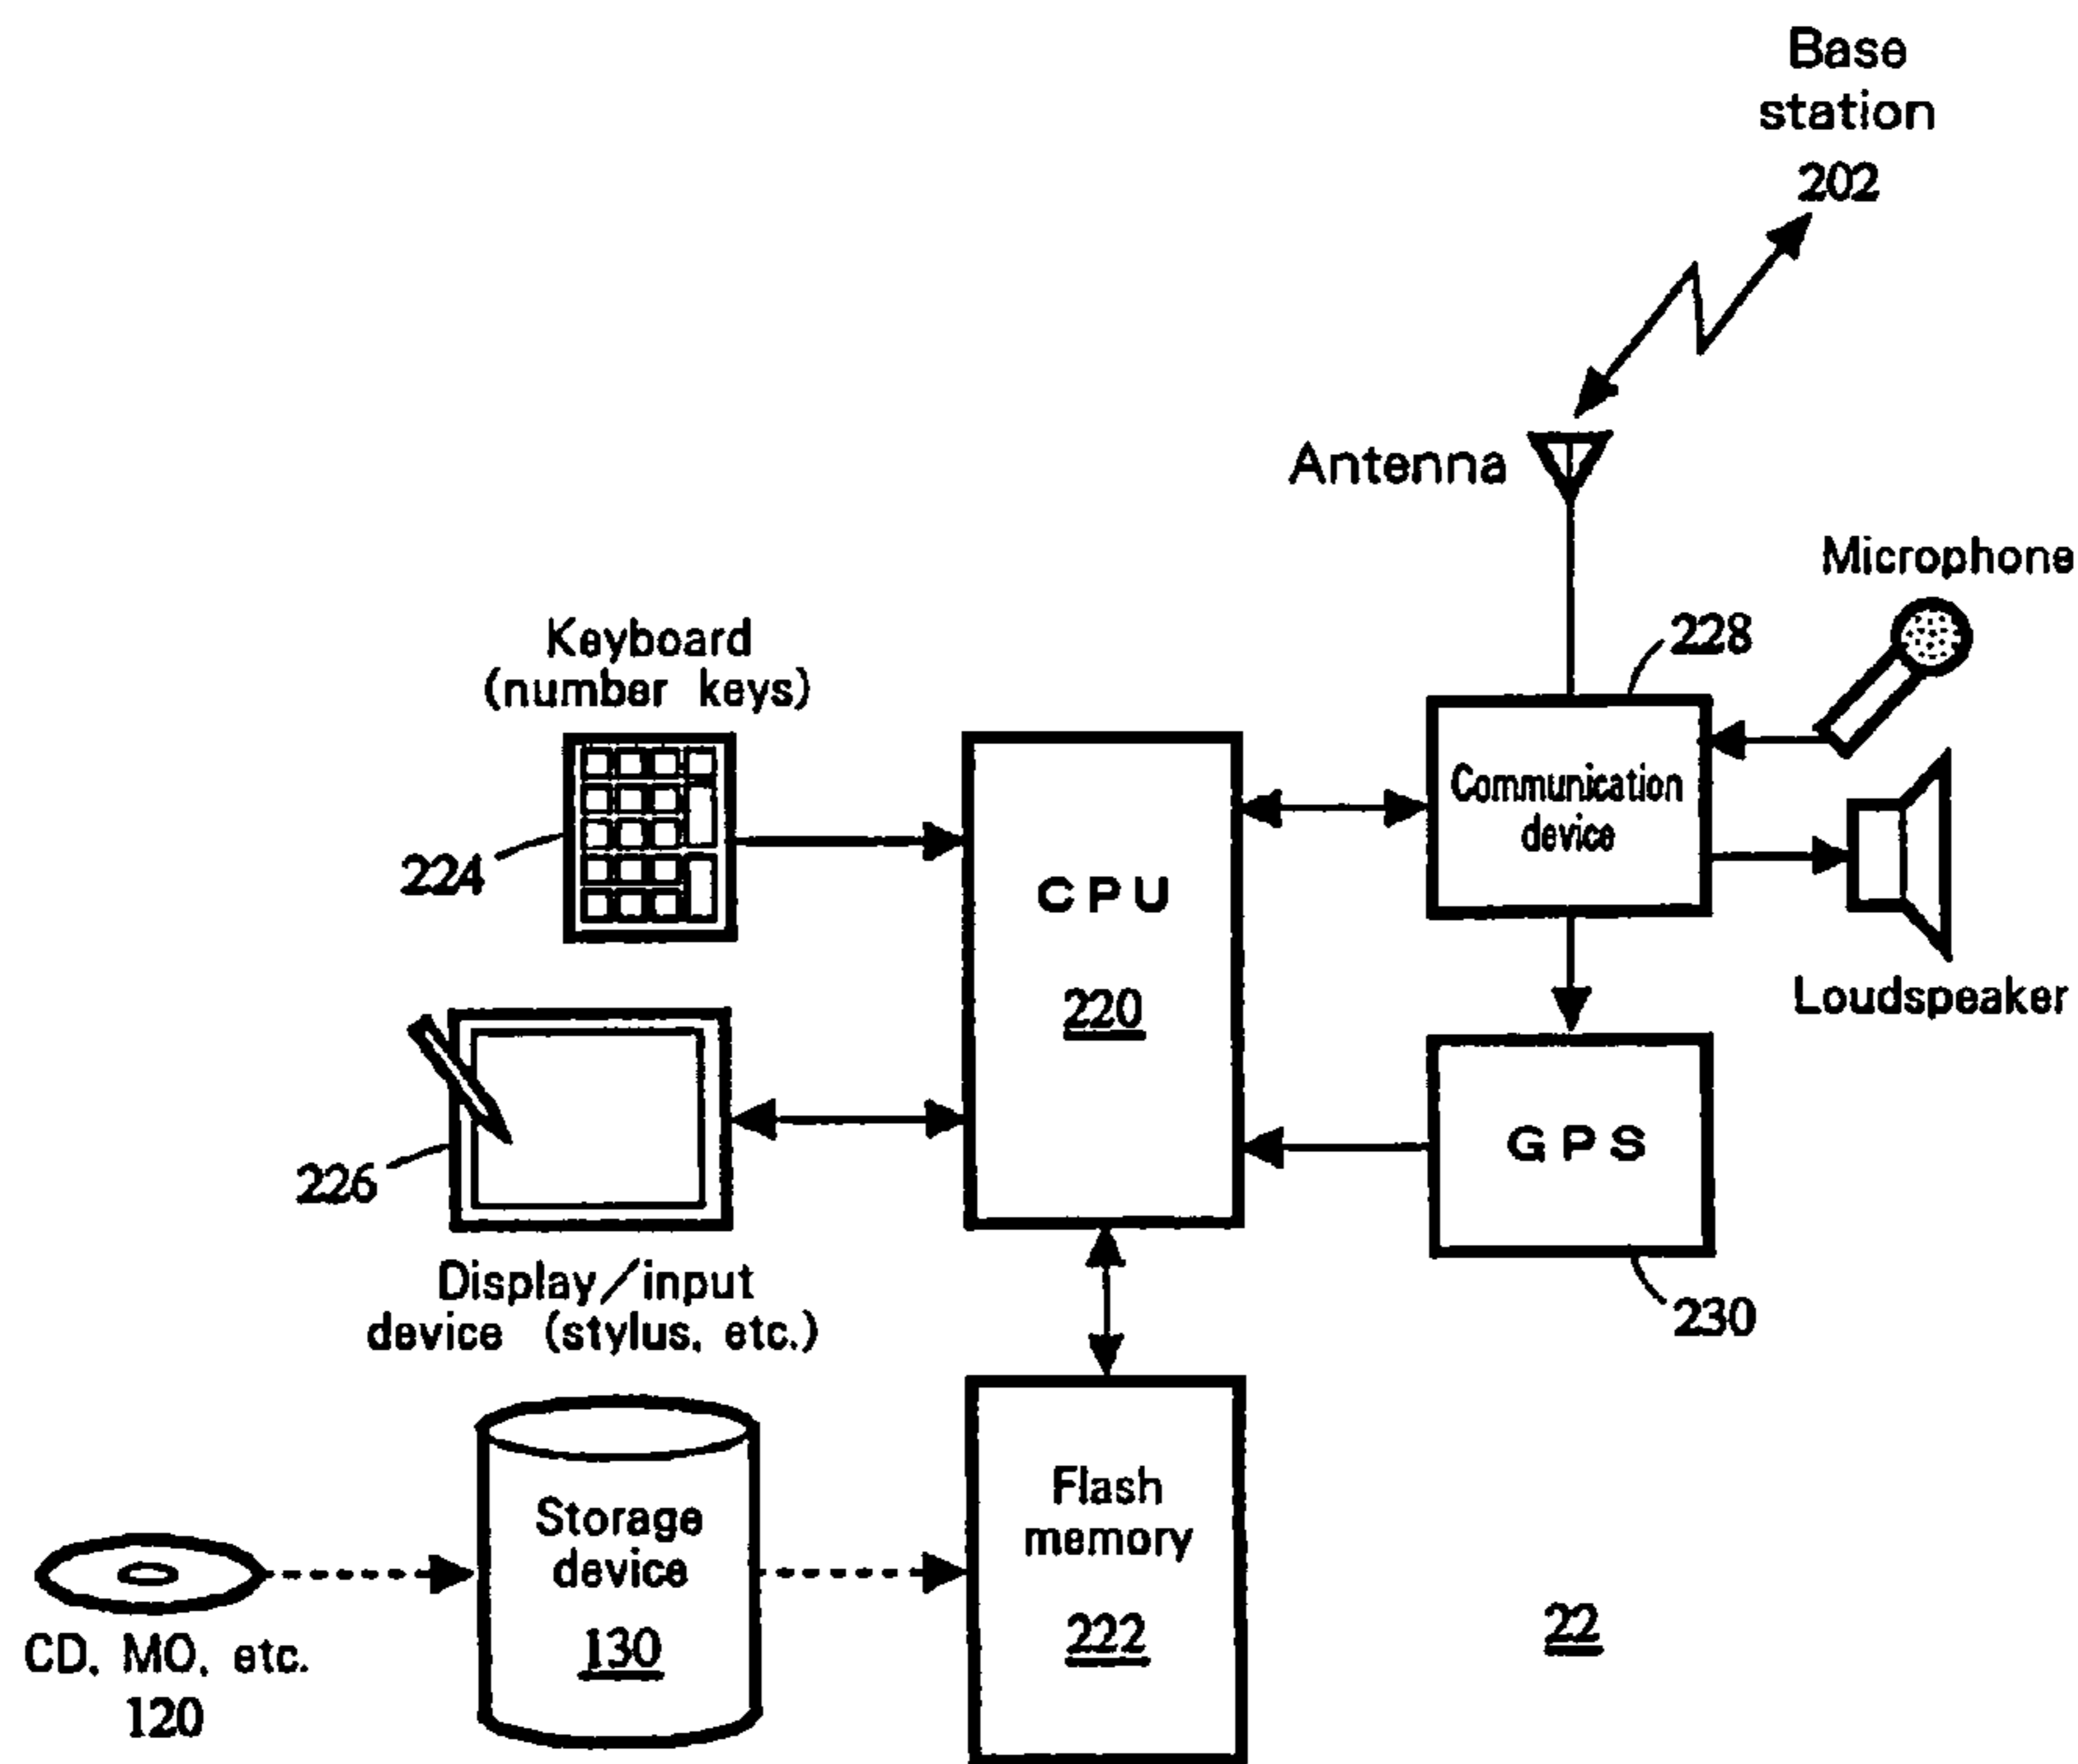 Base
station
202
Antenna
Microphone
228
Keyboard
(number keys)
Communication
device
224
CPU
220
Loudspeaker
GPS
226
230
Display/input
device (stylus, etc.)
Flash
memory
222
Storage
device
130
22
CD, MO, etc.
120